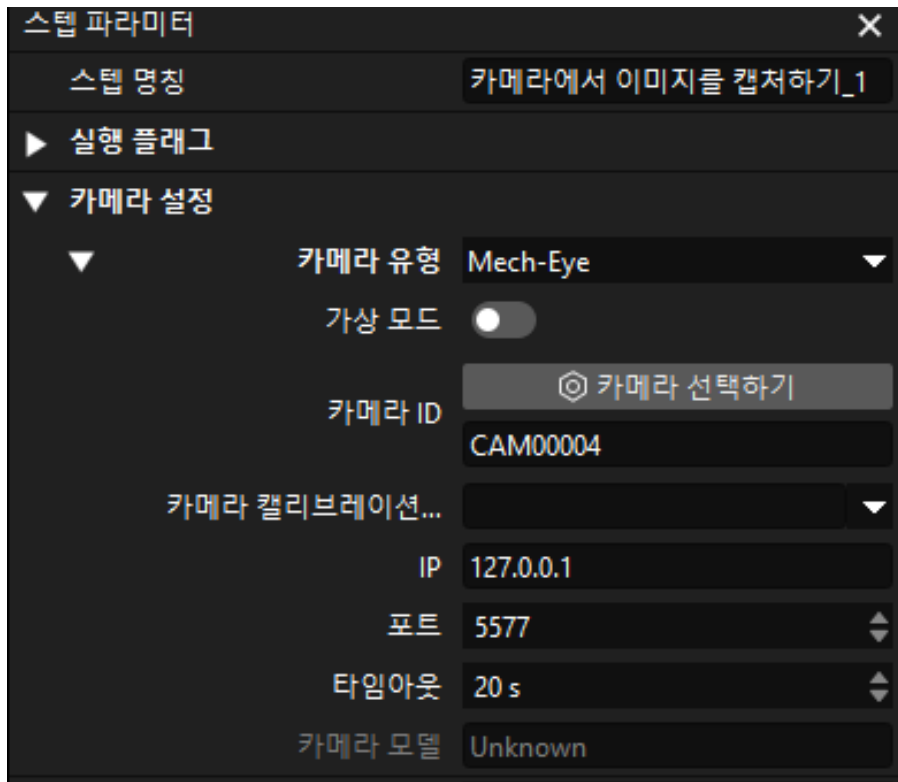 스텝 파라미터
스텝 명칭 카메라에서 이미지를 캡처하기_1
실행 플래그
카메라 설정
카메라 유형 Mech-Eye
가상 모드
카메라 선택하기
카메라 ID
CAM00004
카메라 캘리브레이션...
IP 127.0.0.1
포트 5577
타임아웃 20 s
카메라 모델 Unknown